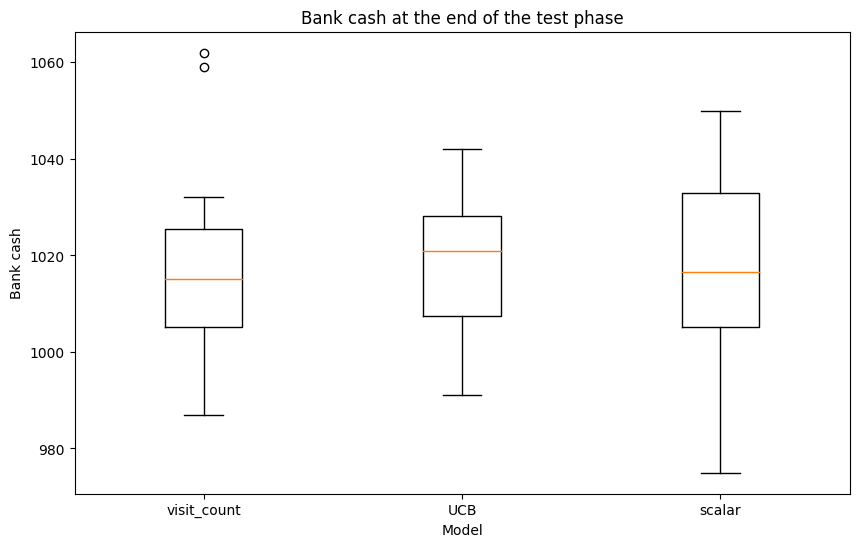 Bank cash at the end of the test phase
1060
1040
1020
1000
980
Bank cash
visit_count
UCB
scalar
Model